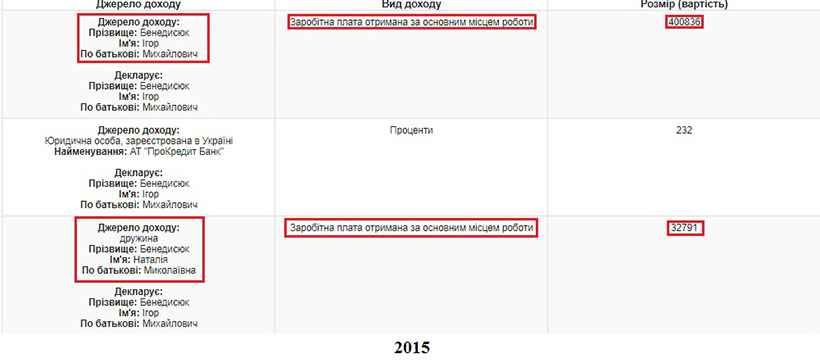 Джерело доходу
Вид доходу
Розмір (вартість)
Джерело доходу:
Прізвище: Бенедисюк
Ім'я: Ігор
По батькові: Михайлович
Декларує:
Прізвище: Бенедисюк
Ім'я: Ігор
По батькові: Михайлович
Заробітна плата отримана за основним місцем роботи
400836
Джерело доходу:
Юридична особа, зареєстрована в Україні
Найменування: АТ "ПроКредит Банк"
Декларує:
Прізвище: Бенедисюк
Ім'я: Ігор
По батькові: Михайлович
Проценти
232
Джерело доходу:
дружина
Прізвище: Бенедисюк
Ім'я: Наталія
По батькові: Миколаївна
Декларує:
Прізвище: Бенедисюк
Ім'я: Ігор
По батькові: Михайлович
Заробітна плата отримана за основним місцем роботи
32791
2015